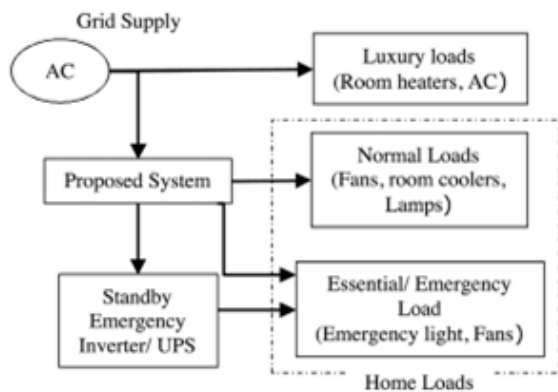 Grid Supply
AC
Luxury loads
(Room heaters, AC)
Normal Loads
(Fans, room coolers,
Lamps)
Proposed System
Essential/ Emergency
Load
(Emergency light, Fans)
Standby
Emergency
Inverter/ UPS
Home Loads